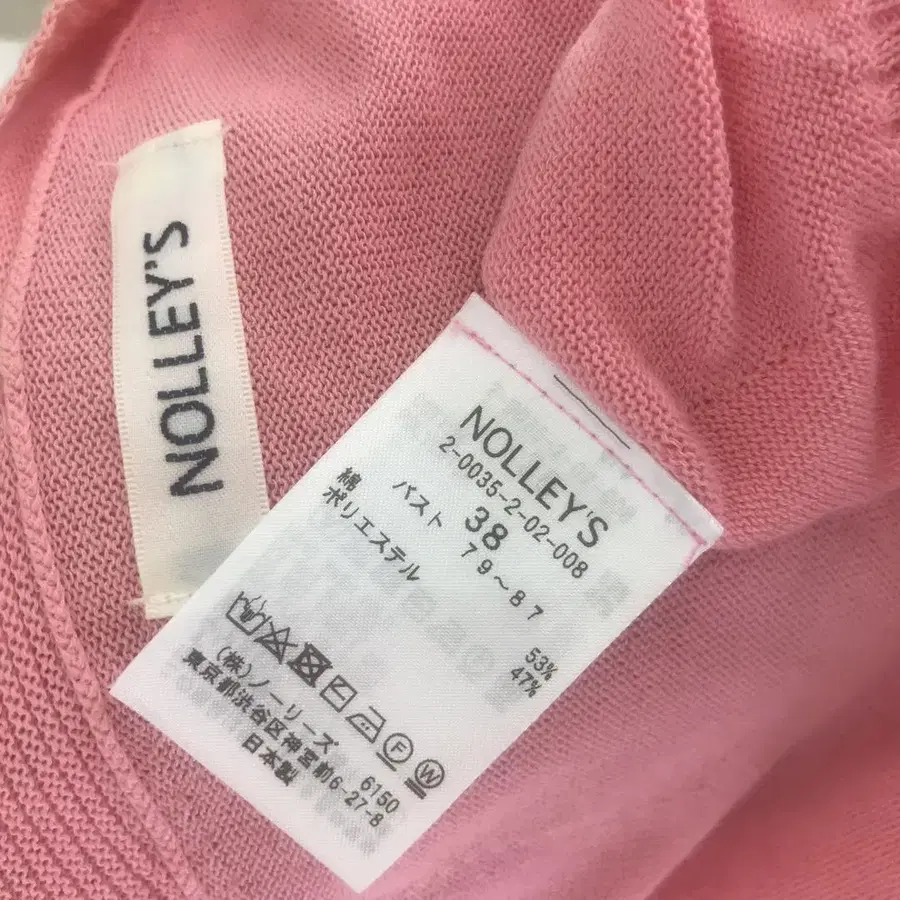 NOLLEY'S
NOLLEY'S
2-0035-2-02-008
38
バスト 79~87
綿 53%
ポリエステル 47%
F W
(株)ノーリーズ 6150
東京都渋谷区神宮前6-27-8
日本製